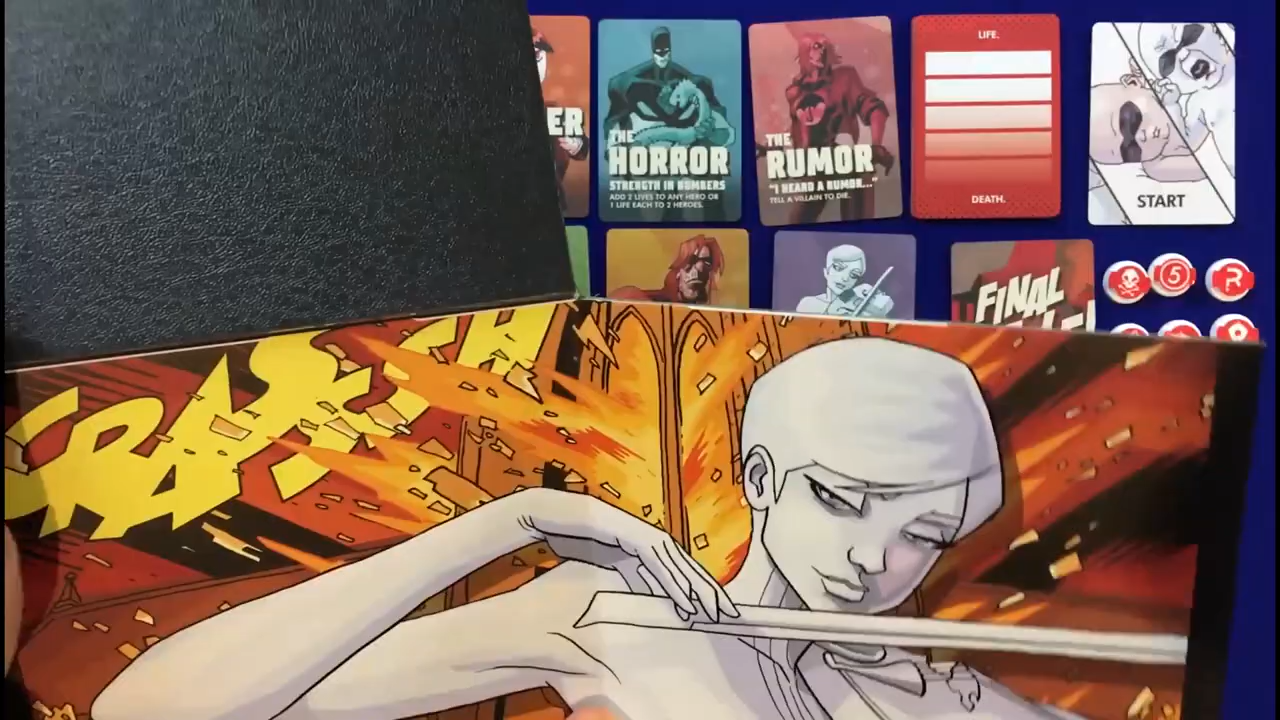 ER
THE
HORROR
STRENGTH IN NUMBERS
ADD 2 LIVES TO ANY HERO OR
1 LIFE EACH TO 2 HEROES.
THE
RUMOR
"I HEARD A RUMOR..."
TELL A VILLAIN TO DIE.
LIFE.
DEATH.
START
FINAL
5
R
CRASH